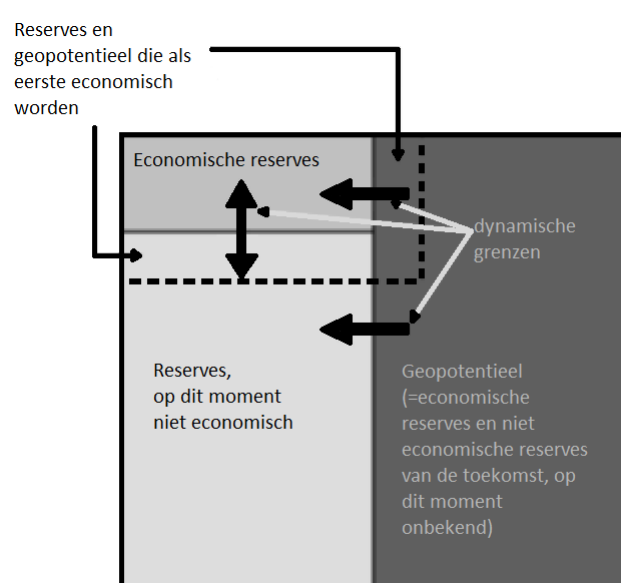 Reserves en
geopotentieel die als
eerste economisch
worden
Economische reserves
dynamische
grenzen
Reserves,
op dit moment
niet economisch
Geopotentieel
(=economische
reserves en niet
economische reserves
van de toekomst, op
dit moment
onbekend)